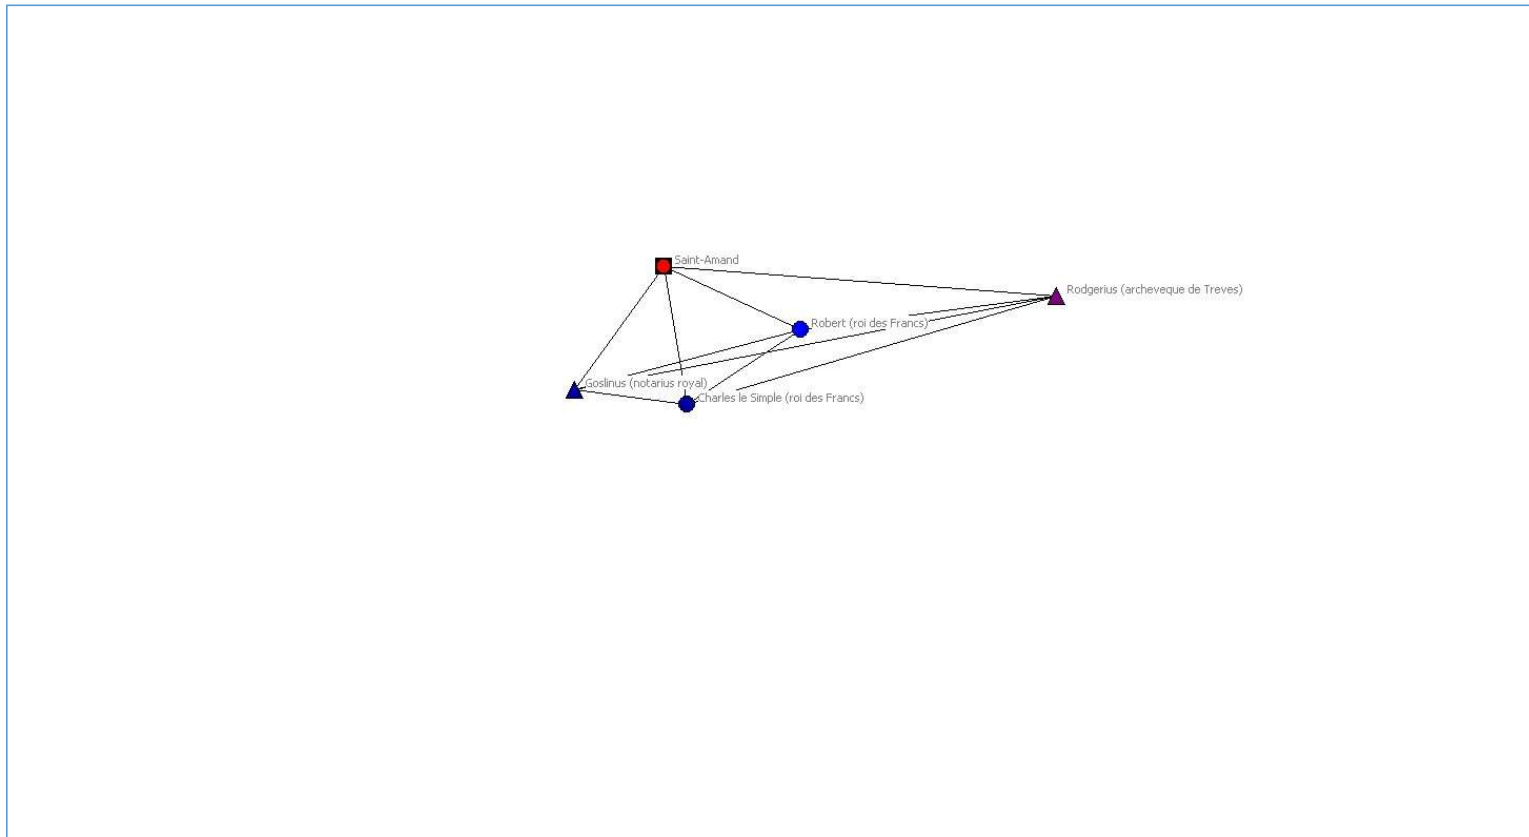 Saint-Amand
Rodgerius (archeveque de Treves)
Robert (roi des Francs)
Goslinus (notarius royal)
Charles le Simple (roi des Francs)